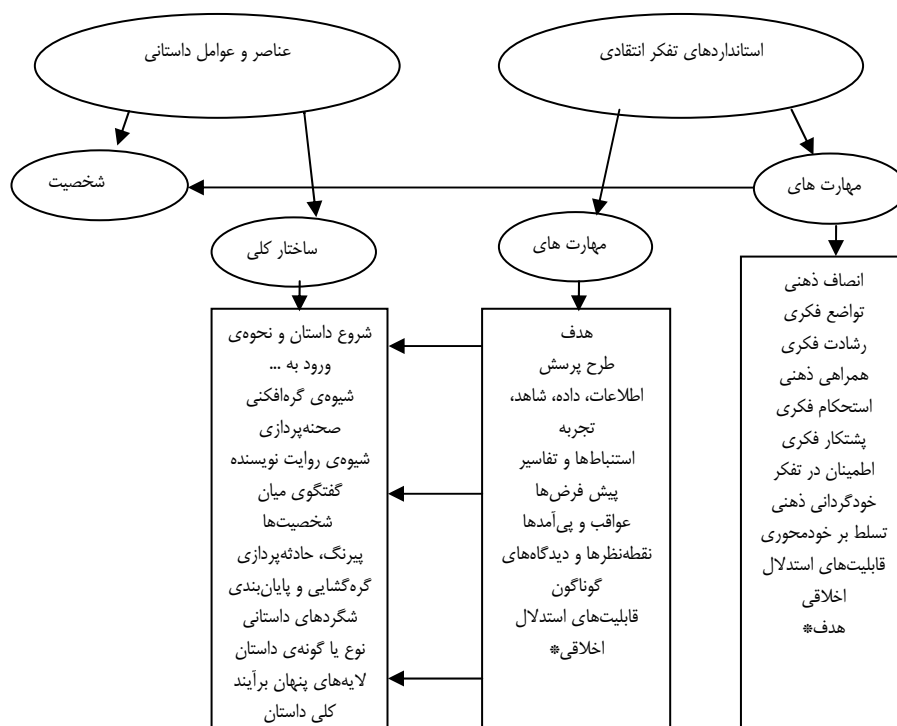 استانداردهای تفکر انتقادی
عناصر و عوامل داستانی
مهارت های
شخصیت
مهارت های
ساختار کلی
انصاف ذهنی
تواضع فکری
رشادت فکری
همراهی ذهنی
استحکام فکری
پشتکار فکری
اطمینان در تفکر
خودگردانی ذهنی
تسلط بر خودمحوری
قابلیت‌های استدلال
اخلاقی
هدف*
هدف
طرح پرسش
اطلاعات، داده، شاهد،
تجربه
استنباط‌ها و تفاسیر
پیش فرض‌ها
عواقب و پی‌آمدها
نقطه‌نظرها و دیدگاه‌های
گوناگون
قابلیت‌های استدلال
اخلاقی*
شروع داستان و نحوه‌ی
ورود به ...
شیوه‌ی گره‌افکنی
صحنه‌پردازی
شیوه‌ی روایت نویسنده
گفتگوی میان
شخصیت‌ها
پیرنگ، حادثه‌پردازی
گره‌گشایی و پایان‌بندی
شگردهای داستانی
نوع یا گونه‌ی داستان
لایه‌های پنهان برآیند
کلی داستان